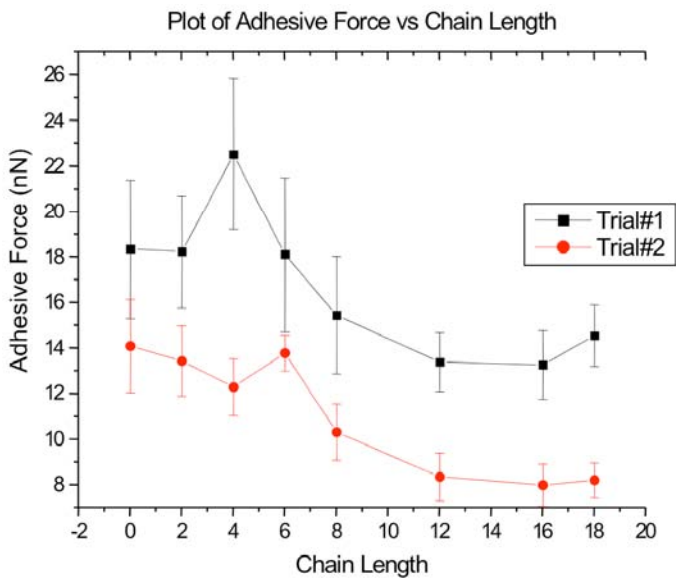 Plot of Adhesive Force vs Chain Length
26
24
22
20
18
16
14
12
10
8
Adhesive Force (nN)
Trial#1
Trial#2
-2 0 2 4 6 8 10 12 14 16 18 20
Chain Length